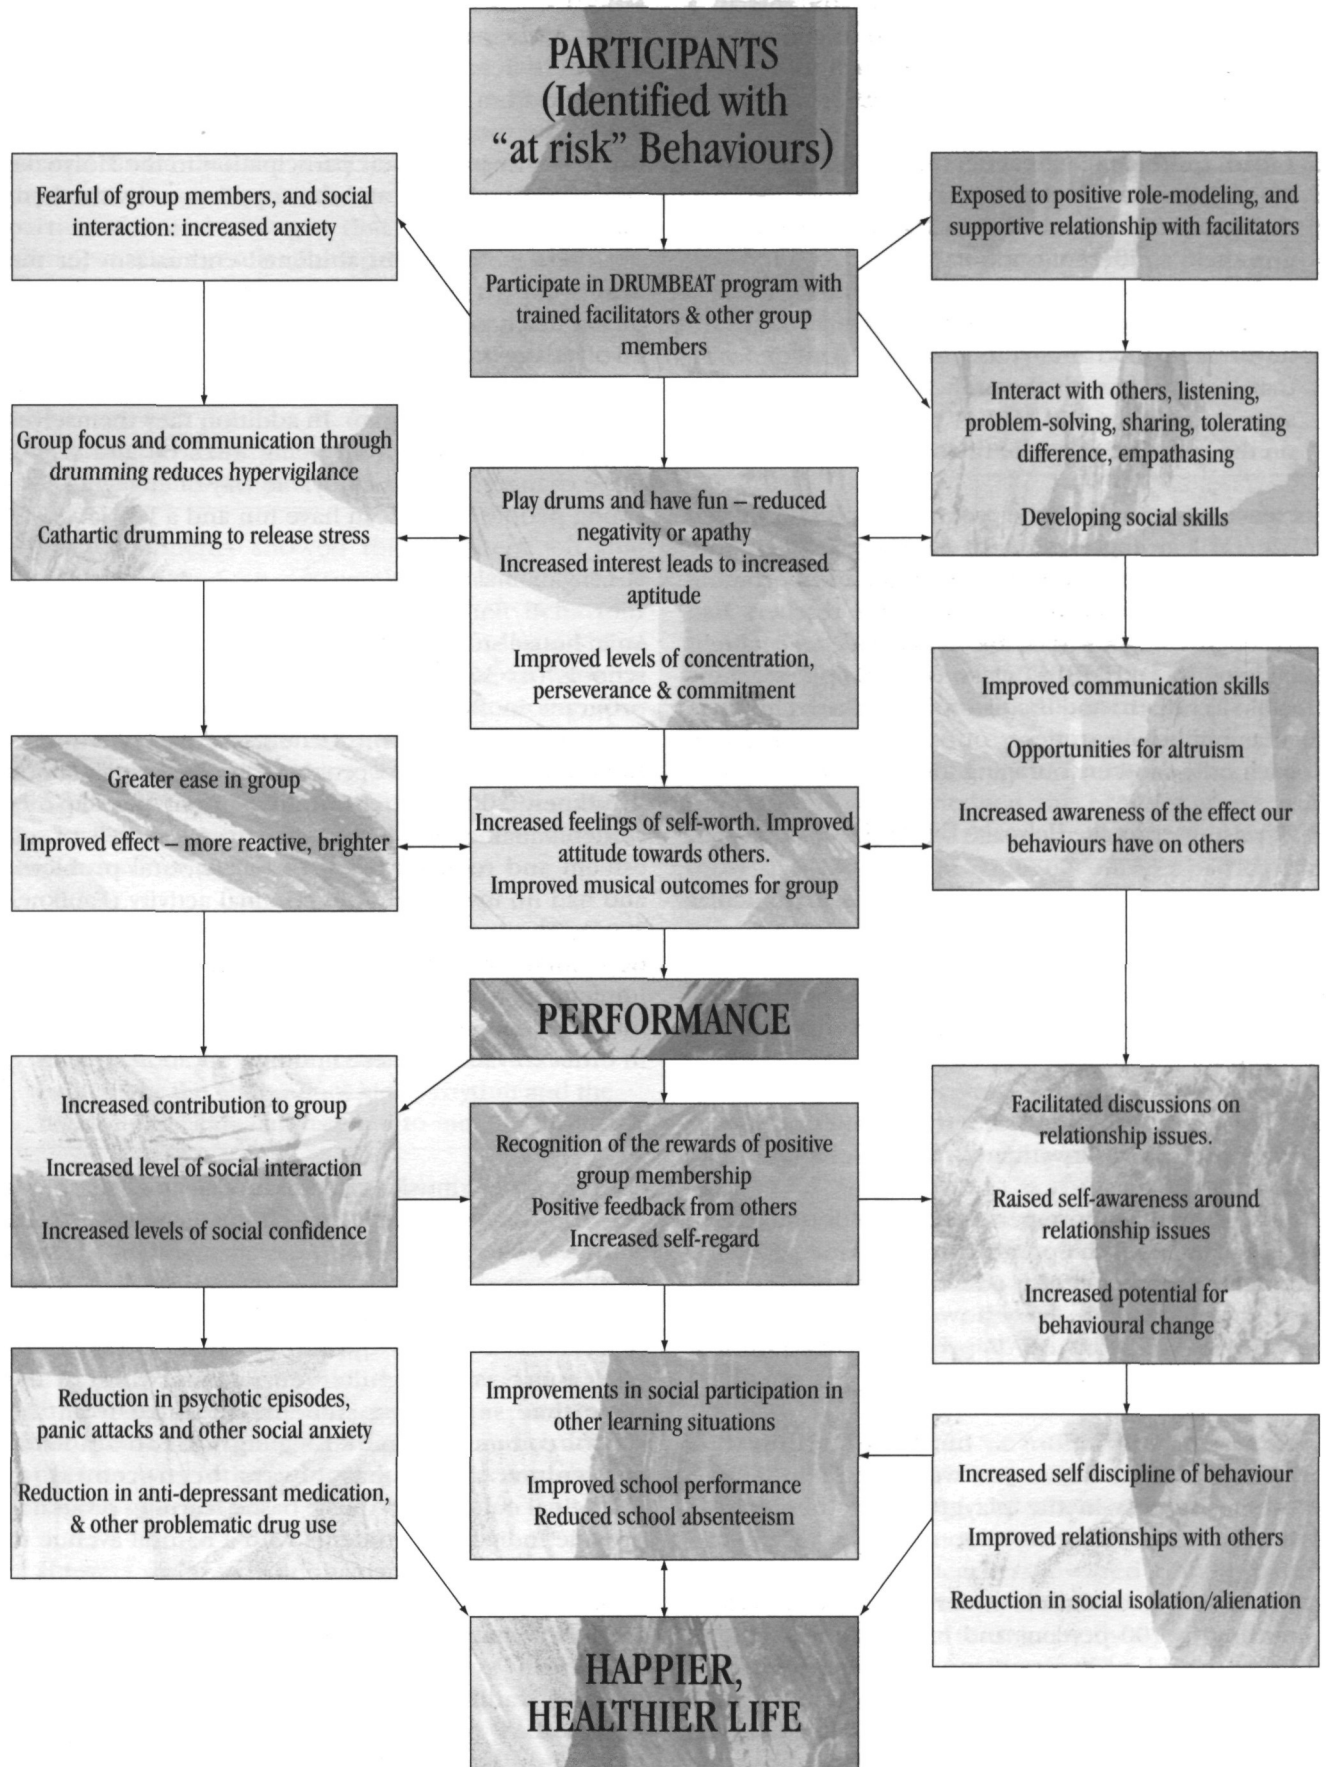 PARTICIPANTS
(Identified with
“at risk” Behaviours)
Fearful of group members, and social
interaction: increased anxiety
Exposed to positive role-modeling, and
supportive relationship with facilitators
Participate in DRUMBEAT program with
trained facilitators & other group
members
Interact with others, listening,
problem-solving, sharing, tolerating
difference, empathasing
Developing social skills
Group focus and communication through
drumming reduces hypervigilance
Cathartic drumming to release stress
Play drums and have fun – reduced
negativity or apathy
Increased interest leads to increased
aptitude
Improved levels of concentration,
perseverance & commitment
Improved communication skills
Opportunities for altruism
Increased awareness of the effect our
behaviours have on others
Greater ease in group
Improved effect – more reactive, brighter
Increased feelings of self-worth. Improved
attitude towards others.
Improved musical outcomes for group
PERFORMANCE
Increased contribution to group
Increased level of social interaction
Increased levels of social confidence
Recognition of the rewards of positive
group membership
Positive feedback from others
Increased self-regard
Facilitated discussions on
relationship issues.
Raised self-awareness around
relationship issues
Increased potential for
behavioural change
Reduction in psychotic episodes,
panic attacks and other social anxiety
Reduction in anti-depressant medication,
& other problematic drug use
Improvements in social participation in
other learning situations
Improved school performance
Reduced school absenteeism
Increased self discipline of behaviour
Improved relationships with others
Reduction in social isolation/alienation
HAPPIER,
HEALTHIER LIFE